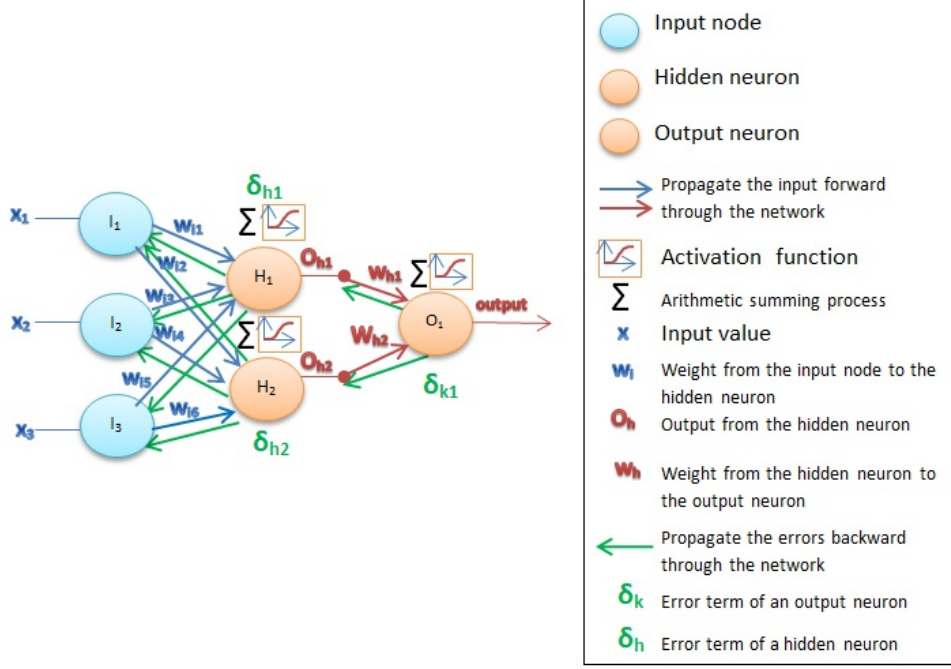 δh1
Σ
x1
I1
Wi1
Oh1
Wi2
H1
Wh1
Σ
Wi3
output
x2
I2
O1
Σ
Wi4
Wh2
Oh2
Wi5
H2
δk1
Wi6
I3
x3
δh2
Input node
Hidden neuron
Output neuron
Propagate the input forward
through the network
Activation function
Σ Arithmetic summing process
x Input value
Wi Weight from the input node to the
hidden neuron
Oh Output from the hidden neuron
Wh Weight from the hidden neuron to
the output neuron
Propagate the errors backward
through the network
δk Error term of an output neuron
δh Error term of a hidden neuron